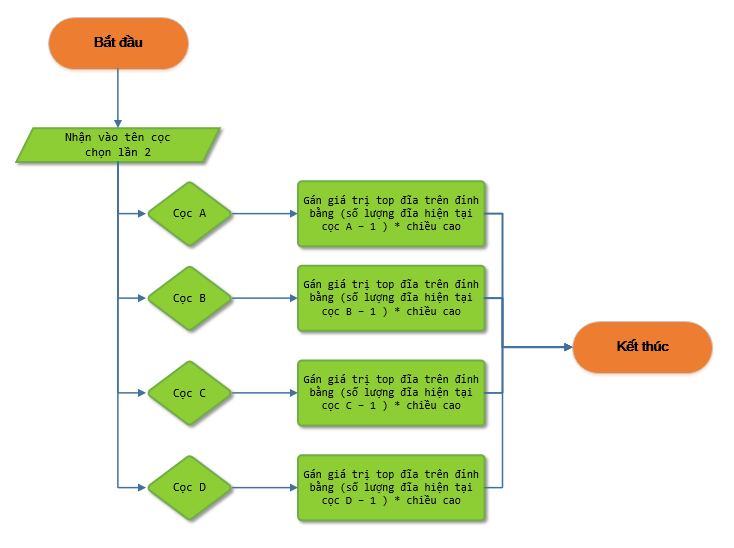 Bắt đầu
Nhận vào tên cọc
chọn lần 2
Cọc A
Gán giá trị top đĩa trên đỉnh
bằng (số lượng đĩa hiện tại
cọc A – 1 ) * chiều cao
Cọc B
Gán giá trị top đĩa trên đỉnh
bằng (số lượng đĩa hiện tại
cọc B – 1 ) * chiều cao
Kết thúc
Cọc C
Gán giá trị top đĩa trên đỉnh
bằng (số lượng đĩa hiện tại
cọc C – 1 ) * chiều cao
Cọc D
Gán giá trị top đĩa trên đỉnh
bằng (số lượng đĩa hiện tại
cọc D – 1 ) * chiều cao